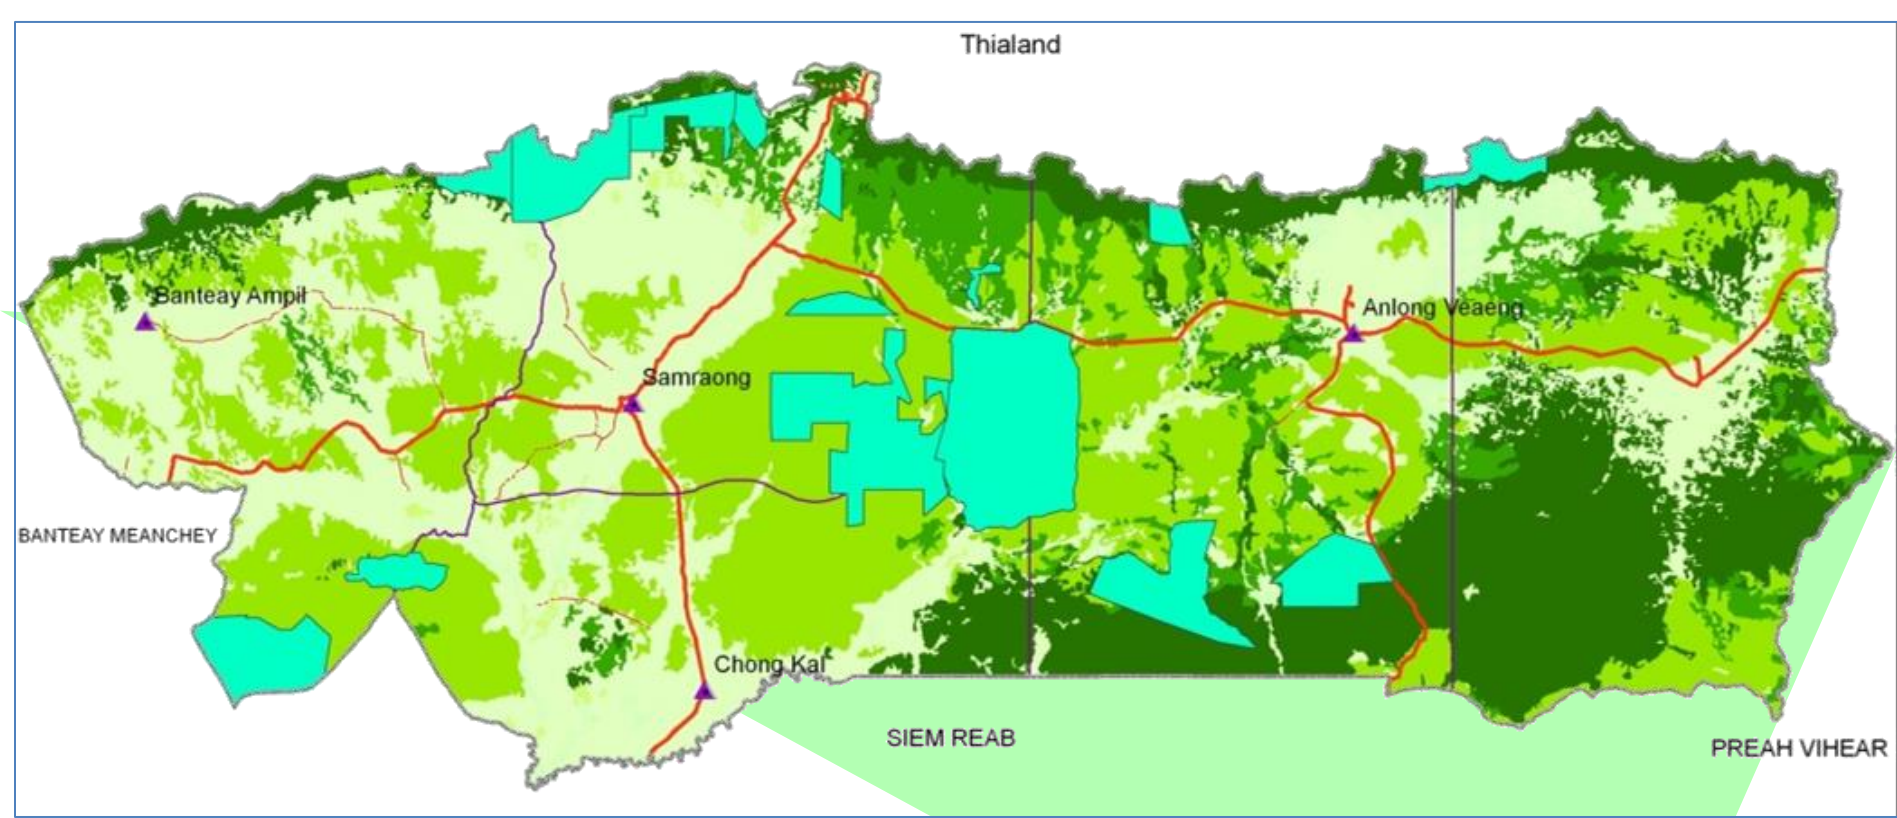 Thialand
Banteay Ampil
Anlong Veaeng
Samraong
BANTEAY MEANCHEY
Chong Kal
SIEM REAB
PREAH VIHEAR